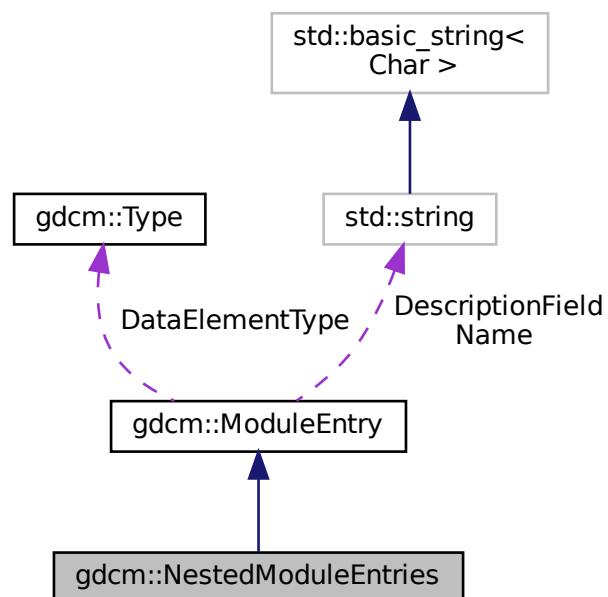 std::basic_string<
Char >
gdcm::Type
std::string
DataElementType
DescriptionField
Name
gdcm::ModuleEntry
gdcm::NestedModuleEntries